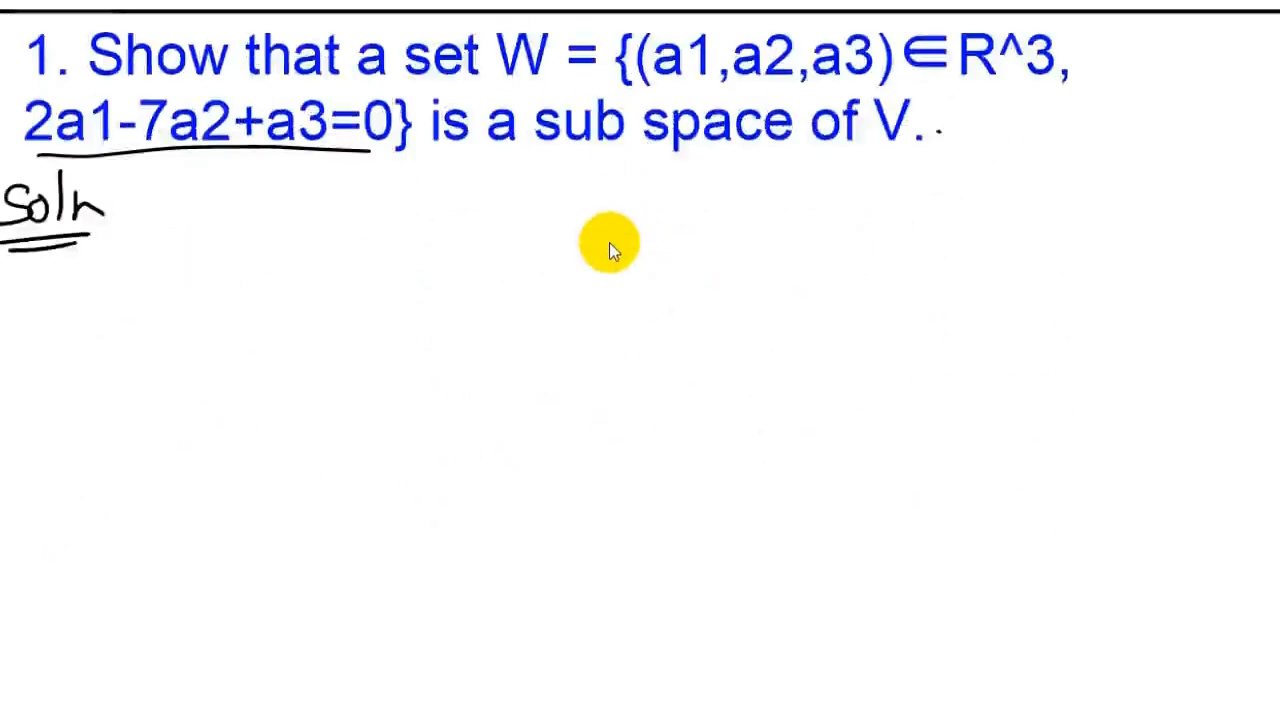 1. Show that a set W = {(a1,a2,a3)∈R^3,
2a1-7a2+a3=0} is a sub space of V.
Soln